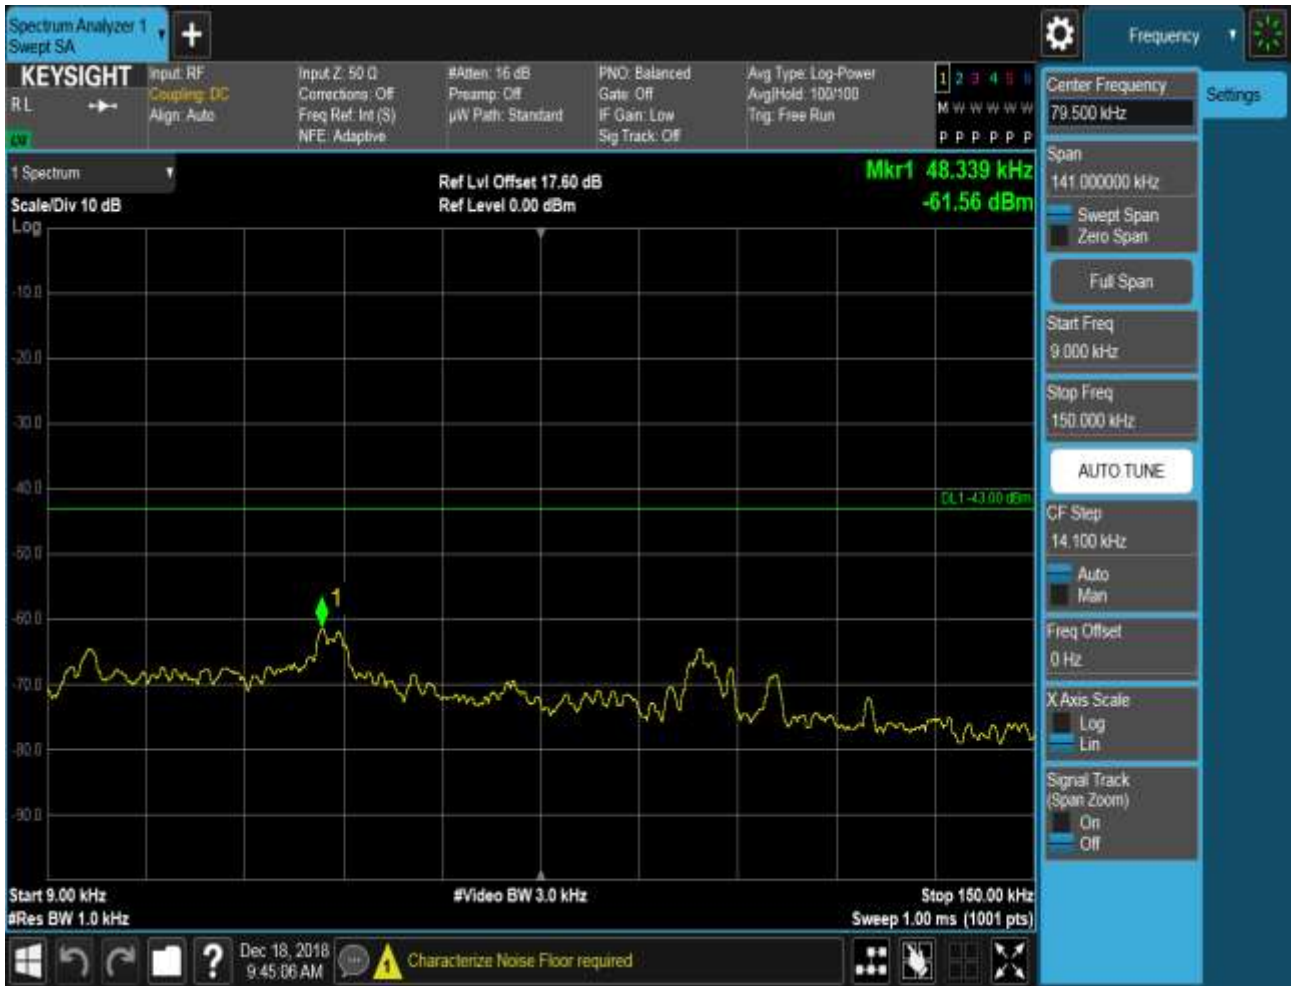 Spectrum Analyzer 1
Swept SA
+
Frequency
KEYSIGHT
RL
Input: RF
Coupling: DC
Align: Auto
Input Z: 50 Ω
Corrections: Off
Freq Ref: Int (S)
NFE: Adaptive
#Atten: 16 dB
Preamp: Off
µW Path: Standard
PNO: Balanced
Gate: Off
IF Gain: Low
Sig Track: Off
Avg Type: Log-Power
Avg|Hold: 100/100
Trig: Free Run
1 2 3 4 5 6
M W W W W W
P P P P P P
1 Spectrum
Scale/Div 10 dB
Ref Lvl Offset 17.60 dB
Ref Level 0.00 dBm
Mkr1 48.339 kHz
-61.56 dBm
Log
-10.0
-20.0
-30.0
-40.0
DL1 -43.00 dBm
-50.0
1
-60.0
-70.0
-80.0
-90.0
Start 9.00 kHz
#Video BW 3.0 kHz
Stop 150.00 kHz
#Res BW 1.0 kHz
Sweep 1.00 ms (1001 pts)
Center Frequency
79.500 kHz
Settings
Span
141.000000 kHz
Swept Span
Zero Span
Full Span
Start Freq
9.000 kHz
Stop Freq
150.000 kHz
AUTO TUNE
CF Step
14.100 kHz
Auto
Man
Freq Offset
0 Hz
X Axis Scale
Log
Lin
Signal Track
(Span Zoom)
On
Off
?
Dec 18, 2018
9:45:06 AM
1
Characterize Noise Floor required